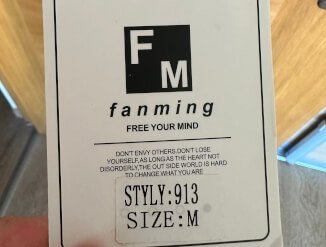 F
M
fanming
FREE YOUR MIND
DON'T ENVY OTHERS,DON'T LOSE
YOURSELF,AS LONG AS THE HEART NOT
DISORDERLY,THE OUT SIDE WORLD IS HARD
TO CHANGE WHAT YOU ARE
STYLY:913
SIZE:M